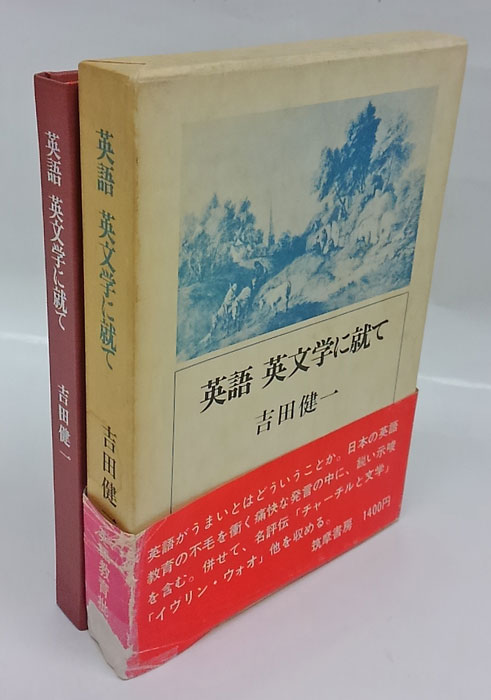 英語 英文学に就て
吉田健一
英語 英文学に就て
吉田健
英語 英文学に就て
吉田健一
英語がうまいとはどういうことか。日本の英語
教育の不毛を衝く痛快な発言の中に、鋭い示唆
を含む。併せて、名評伝「チャーチルと文学」
「イヴリン・ウォオ」他を収める。
筑摩書房 1400円
教育